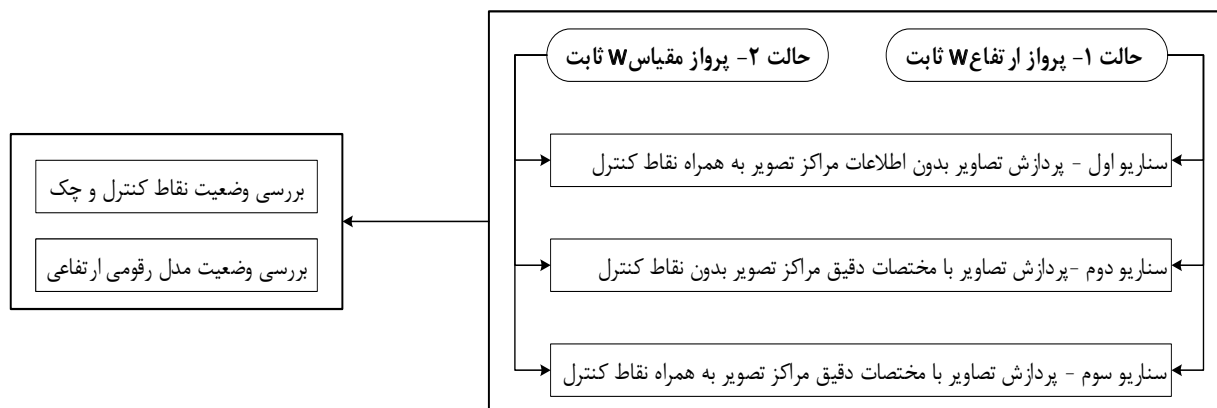 حالت ۱- پرواز ارتفاعW ثابت
حالت ۲- پرواز مقیاسW ثابت
سناریو اول - پردازش تصاویر بدون اطلاعات مراکز تصویر به همراه نقاط کنترل
سناریو دوم -پردازش تصاویر با مختصات دقیق مراکز تصویر بدون نقاط کنترل
سناریو سوم - پردازش تصاویر با مختصات دقیق مراکز تصویر به همراه نقاط کنترل
بررسی وضعیت نقاط کنترل و چک
بررسی وضعیت مدل رقومی ارتفاعی